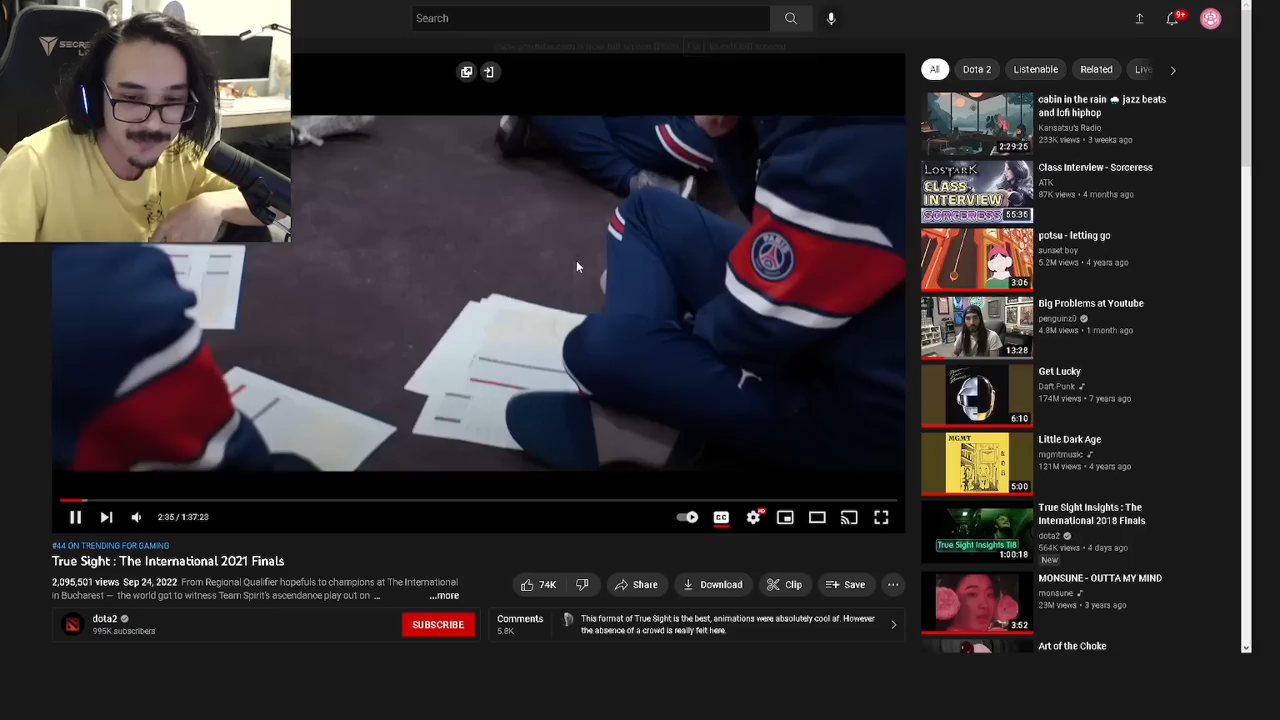 SECRET
Search
9+
All
Dota 2
Listenable
Related
Live
cabin in the rain 🌧 jazz beats
and lofi hiphop
Kansatsu's Radio
233K views • 3 weeks ago
2:29:25
LOST ARK
CLASS
INTERVIEW
SORCERESS
55:35
Class Interview - Sorceress
ATK
87K views • 4 months ago
potsu - letting go
sunset boy
5.2M views • 4 years ago
3:06
Big Problems at Youtube
penguinz0
4.8M views • 1 month ago
13:28
PARIS
Get Lucky
Daft Punk
174M views • 7 years ago
6:10
MGMT
Little Dark Age
mgmtmusic
121M views • 4 years ago
5:00
2:35 / 1:37:23
CC
HD
True Sight Insights TI8
1:00:18
True Sight Insights : The
International 2018 Finals
dota2
564K views • 4 days ago
New
#44 ON TRENDING FOR GAMING
True Sight : The International 2021 Finals
2,095,501 views Sep 24, 2022 From Regional Qualifier hopefuls to champions at The International
in Bucharest — the world got to witness Team Spirit's ascendance play out on ... ...more
74K
Share
Download
Clip
Save
dota2
995K subscribers
SUBSCRIBE
Comments
5.8K
This format of True Sight is the best, animations were absolutely cool af. However
the absence of a crowd is really felt here.
MONSUNE - OUTTA MY MIND
monsune
23M views • 3 years ago
3:52
Art of the Choke